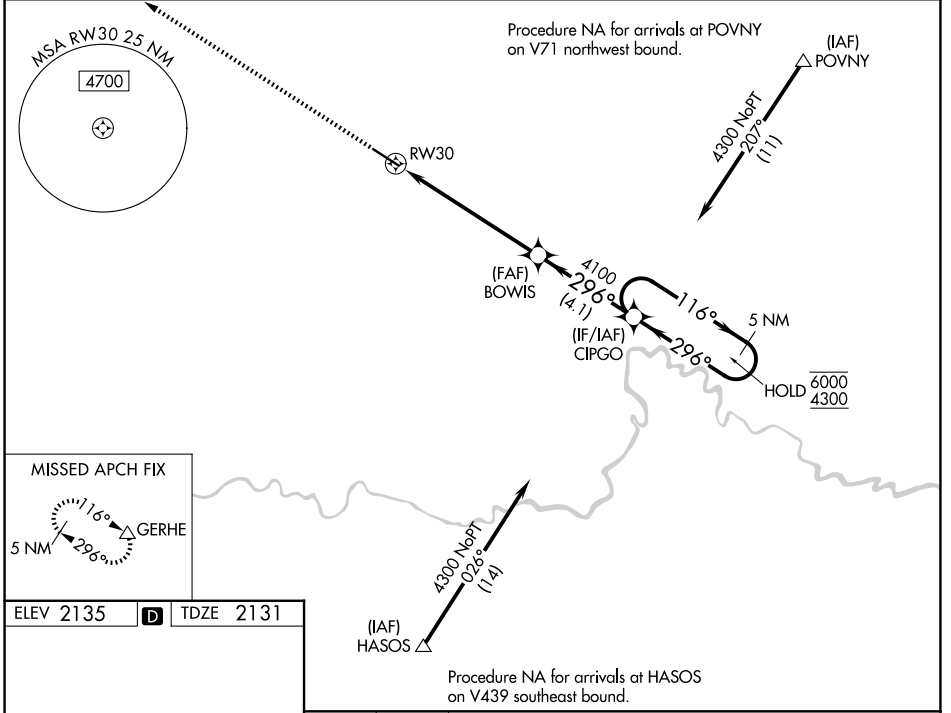 MSA RW30 25 NM
4700
Procedure NA for arrivals at POVNY
on V71 northwest bound.
(IAF)
POVNY
4300 NoPT
207°
(11)
RW30
(FAF)
BOWIS
4100
296°
(4.1)
(IF/IAF)
CIPGO
116°
296°
5 NM
HOLD
6000
4300
MISSED APCH FIX
116°
GERHE
5 NM
296°
4300 NoPT
026°
(14)
(IAF)
HASOS
ELEV 2135 D TDZE 2131
Procedure NA for arrivals at HASOS
on V439 southeast bound.